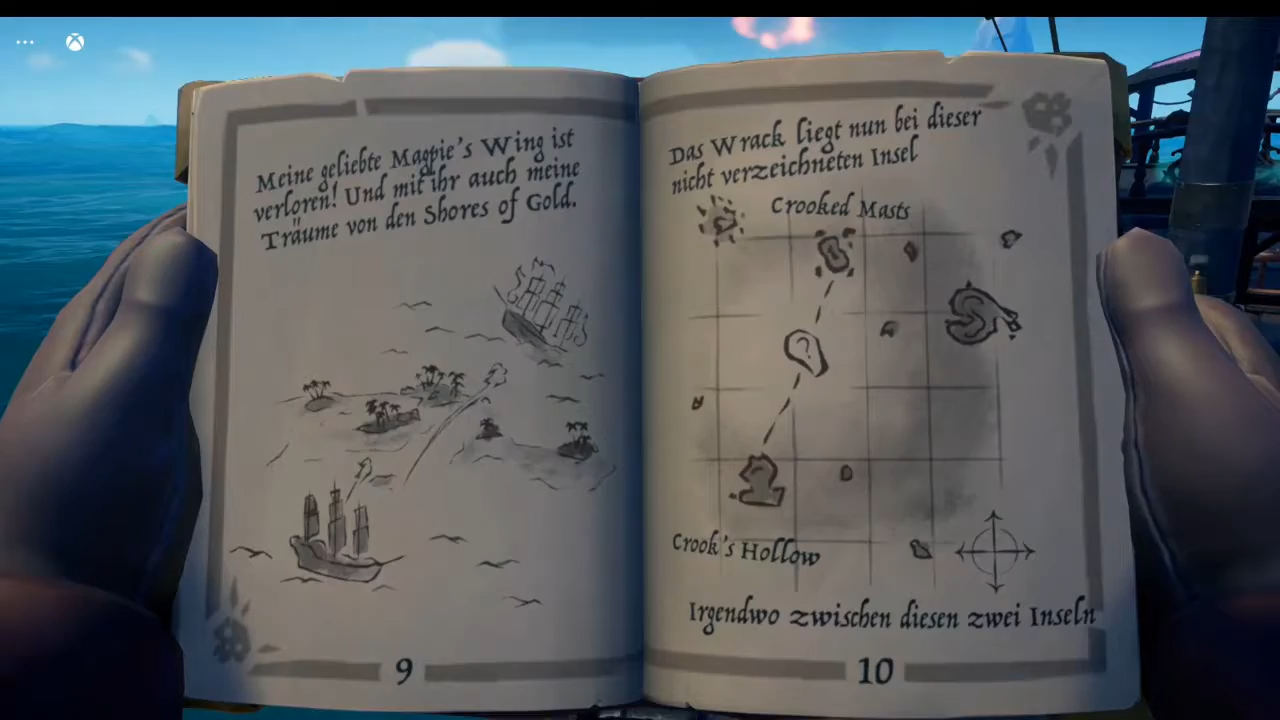 Meine geliebte Magpie's Wing ist
verloren! Und mit ihr auch meine
Träume von den Shores of Gold.
9
Das Wrack liegt nun bei dieser
nicht verzeichneten Insel
Crooked Masts
?
Crook's Hollow
Irgendwo zwischen diesen zwei Inseln
10